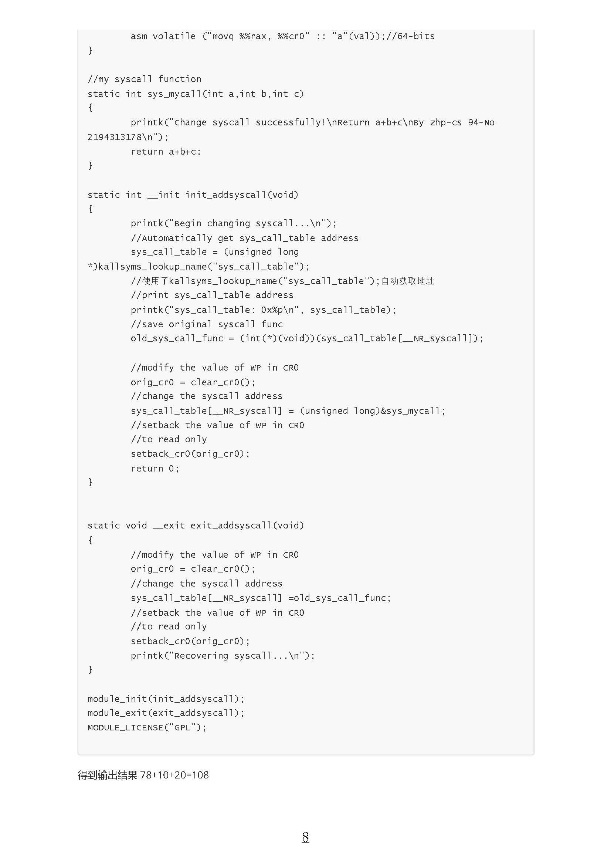 asm volatile ("movq %%rax, %%cr0" :: "a"(val));//64-bits
}
//my syscall function
static int sys_mycall(int a,int b,int c)
{
printk("Change syscall successfully!\nReturn a+b+c\nBy zhp-cs 94-No
2194313178\n");
return a+b+c;
}
static int __init init_addsyscall(void)
{
printk("Begin changing syscall...\n");
//Automatically get sys_call_table address
sys_call_table = (unsigned long
*)kallsyms_lookup_name("sys_call_table");
//使用了kallsyms_lookup_name("sys_call_table");自动获取地址
//print sys_call_table address
printk("sys_call_table: 0x%p\n", sys_call_table);
//save original syscall func
old_sys_call_func = (int(*)(void))(sys_call_table[__NR_syscall]);
//modify the value of WP in CR0
orig_cr0 = clear_cr0();
//change the syscall address
sys_call_table[__NR_syscall] = (unsigned long)&sys_mycall;
//setback the value of WP in CR0
//to read only
setback_cr0(orig_cr0);
return 0;
}
static void __exit exit_addsyscall(void)
{
//modify the value of WP in CR0
orig_cr0 = clear_cr0();
//change the syscall address
sys_call_table[__NR_syscall] =old_sys_call_func;
//setback the value of WP in CR0
//to read only
setback_cr0(orig_cr0);
printk("Recovering syscall...\n");
}
module_init(init_addsyscall);
module_exit(exit_addsyscall);
MODULE_LICENSE("GPL");
得到输出结果 78+10+20=108
8